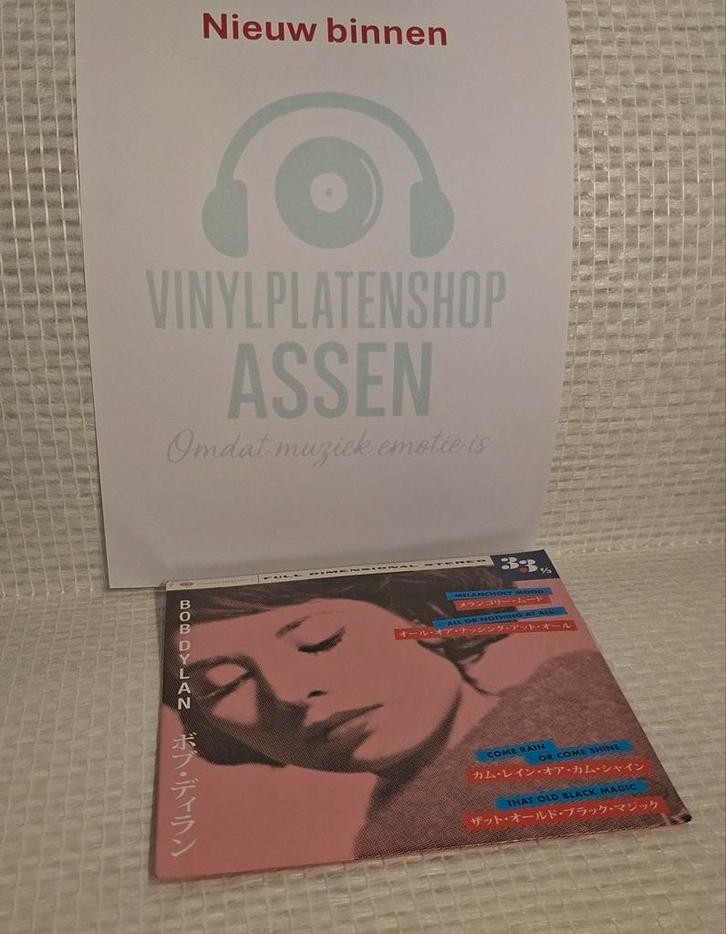 Nieuw binnen
VINYLPLATENSHOP
ASSEN
Omdat muziek emotie is
FULL DIMENSIONAL STEREO
33 1/3
BOB DYLAN
ボブ・ディラン
MELANCHOLY MOOD
メランコリー・ムード
ALL OR NOTHING AT ALL
オール・オア・ナッシング・アット・オール
COME RAIN
OR COME SHINE
カム・レイン・オア・カム・シャイン
THAT OLD BLACK MAGIC
ザット・オールド・ブラック・マジック